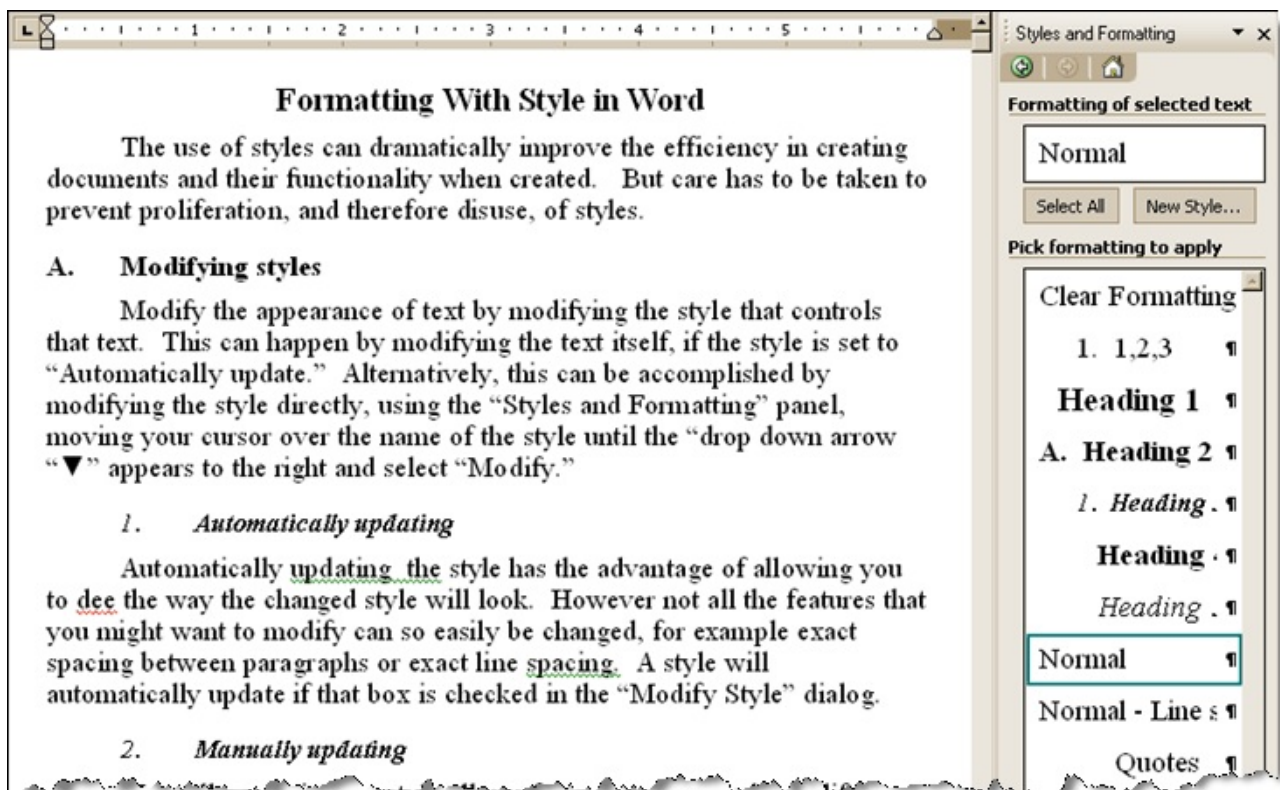 L 1 2 3 4 5
Styles and Formatting
Formatting With Style in Word
The use of styles can dramatically improve the efficiency in creating
documents and their functionality when created. But care has to be taken to
prevent proliferation, and therefore disuse, of styles.
A. Modifying styles
Modify the appearance of text by modifying the style that controls
that text. This can happen by modifying the text itself, if the style is set to
“Automatically update.” Alternatively, this can be accomplished by
modifying the style directly, using the “Styles and Formatting” panel,
moving your cursor over the name of the style until the “drop down arrow
“▼” appears to the right and select “Modify.”
1. Automatically updating
Automatically updating the style has the advantage of allowing you
to dee the way the changed style will look. However not all the features that
you might want to modify can so easily be changed, for example exact
spacing between paragraphs or exact line spacing. A style will
automatically update if that box is checked in the “Modify Style” dialog.
2. Manually updating
Formatting of selected text
Normal
Select All New Style...
Pick formatting to apply
Clear Formatting
1. 1,2,3 ¶
Heading 1 ¶
A. Heading 2 ¶
1. Heading . ¶
Heading ¶
Heading . ¶
Normal ¶
Normal - Line s ¶
Quotes ¶